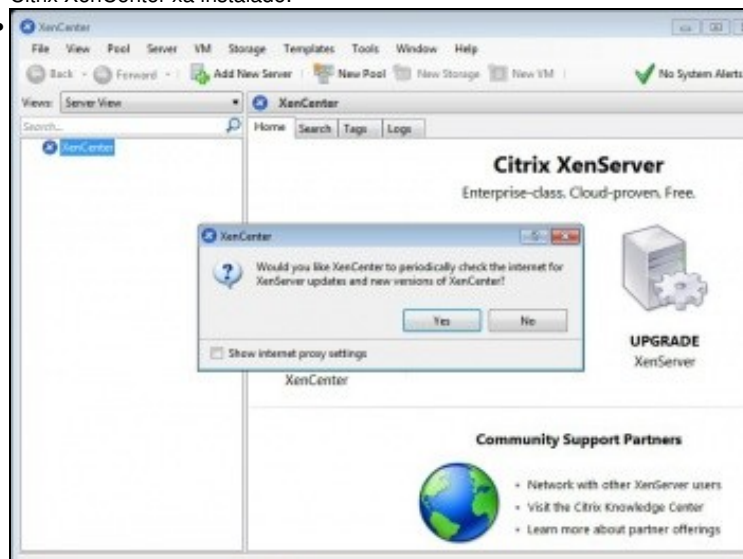 Citrix XenCenter xa instalado.
XenCenter
File View Pool Server VM Storage Templates Tools Window Help
Back Forward Add New Server New Pool New Storage New VM No System Alerts
Views: Server View XenCenter
Search...
Home Search Tags Logs
XenCenter
Citrix XenServer
Enterprise-class. Cloud-proven. Free.
XenCenter
Would you like XenCenter to periodically check the internet for
XenServer updates and new versions of XenCenter?
Yes No
Show internet proxy settings
UPGRADE
XenServer
XenCenter
Community Support Partners
• Network with other XenServer users
• Visit the Citrix Knowledge Center
• Learn more about partner offerings